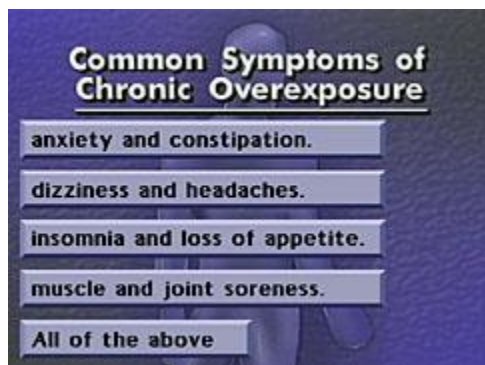 Common Symptoms of
Chronic Overexposure
anxiety and constipation.
dizziness and headaches.
insomnia and loss of appetite.
muscle and joint soreness.
All of the above